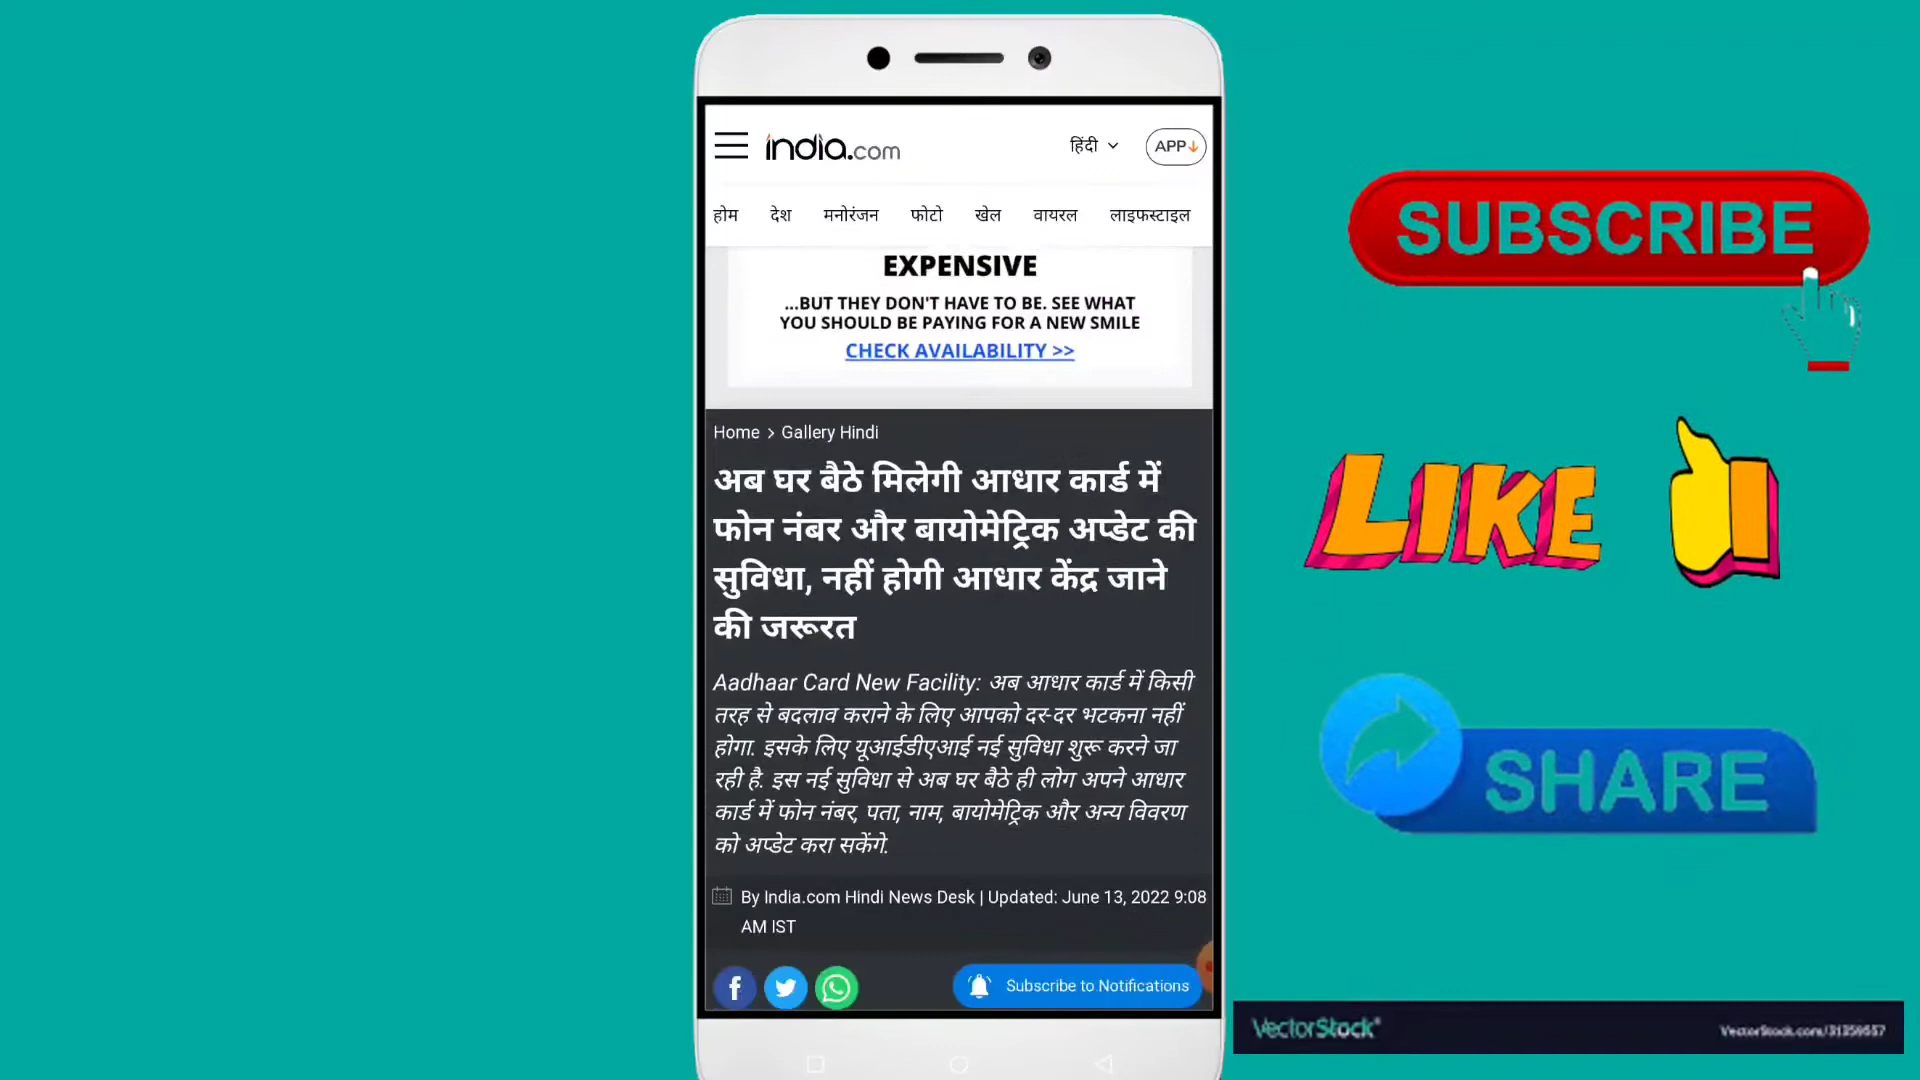 india.com
हिंदी
APP
होम देश मनोरंजन फोटो खेल वायरल लाइफस्टाइल
EXPENSIVE
...BUT THEY DON'T HAVE TO BE. SEE WHAT
YOU SHOULD BE PAYING FOR A NEW SMILE
CHECK AVAILABILITY >>
Home > Gallery Hindi
अब घर बैठे मिलेगी आधार कार्ड में
फोन नंबर और बायोमेट्रिक अप्डेट की
सुविधा, नहीं होगी आधार केंद्र जाने
की जरूरत
Aadhaar Card New Facility: अब आधार कार्ड में किसी
तरह से बदलाव कराने के लिए आपको दर-दर भटकना नहीं
होगा. इसके लिए यूआईडीएआई नई सुविधा शुरू करने जा
रही है. इस नई सुविधा से अब घर बैठे ही लोग अपने आधार
कार्ड में फोन नंबर, पता, नाम, बायोमेट्रिक और अन्य विवरण
को अप्डेट करा सकेंगे.
By India.com Hindi News Desk | Updated: June 13, 2022 9:08
AM IST
Subscribe to Notifications
SUBSCRIBE
LIKE
SHARE
VectorStock®
VectorStock.com/31359557